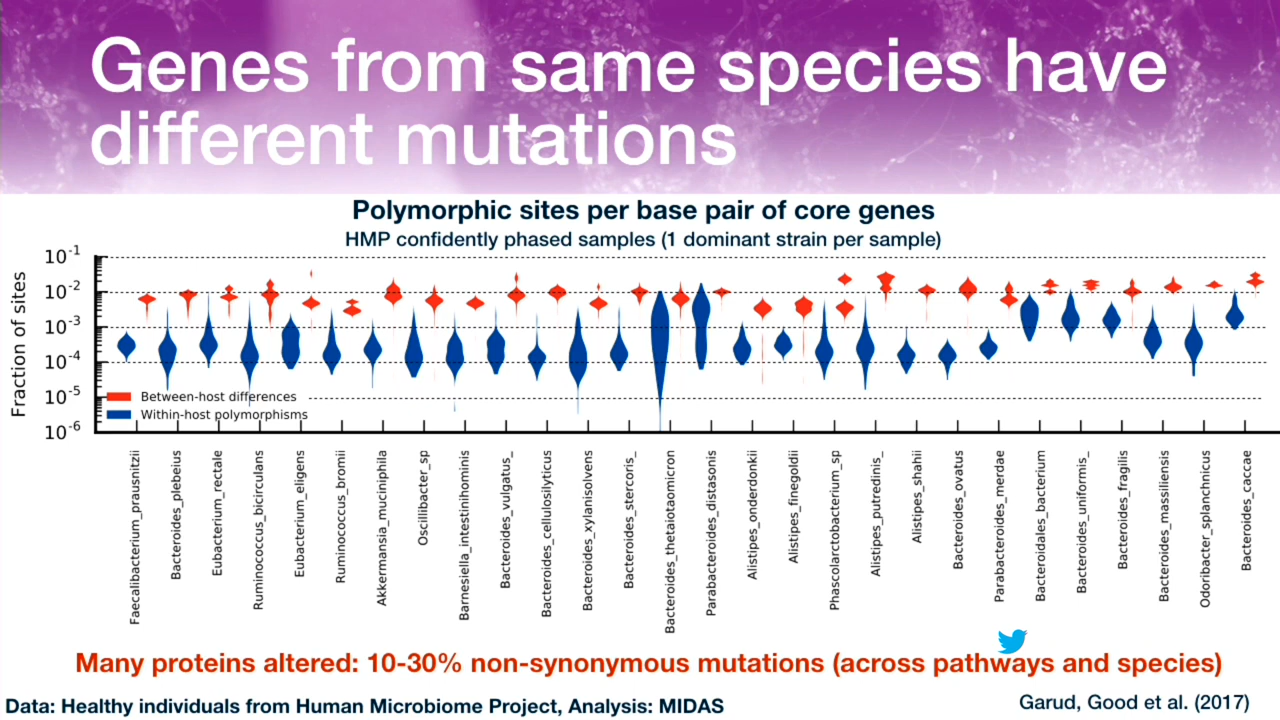 Genes from same species have
different mutations
Polymorphic sites per base pair of core genes
HMP confidently phased samples (1 dominant strain per sample)
Fraction of sites
10^-1
10^-2
10^-3
10^-4
10^-5
10^-6
Between-host differences
Within-host polymorphisms
Faecalibacterium_prausnitzii
Bacteroides_plebeius
Eubacterium_rectale
Ruminococcus_bicirculans
Eubacterium_eligens
Ruminococcus_bromii
Akkermansia_muciniphila
Oscillibacter_sp
Barnesiella_intestinihominis
Bacteroides_vulgatus_
Bacteroides_cellulosilyticus
Bacteroides_xylanisolvens
Bacteroides_stercoris_
Bacteroides_thetaiotaomicron
Parabacteroides_distasonis
Alistipes_onderdonkii
Alistipes_finegoldii
Phascolarctobacterium_sp
Alistipes_putredinis_
Alistipes_shahii
Bacteroides_ovatus
Parabacteroides_merdae
Bacteroidales_bacterium
Bacteroides_uniformis_
Bacteroides_fragilis
Bacteroides_massiliensis
Odoribacter_splanchnicus
Bacteroides_caccae
Many proteins altered: 10-30% non-synonymous mutations (across pathways and species)
Data: Healthy individuals from Human Microbiome Project, Analysis: MIDAS
Garud, Good et al. (2017)